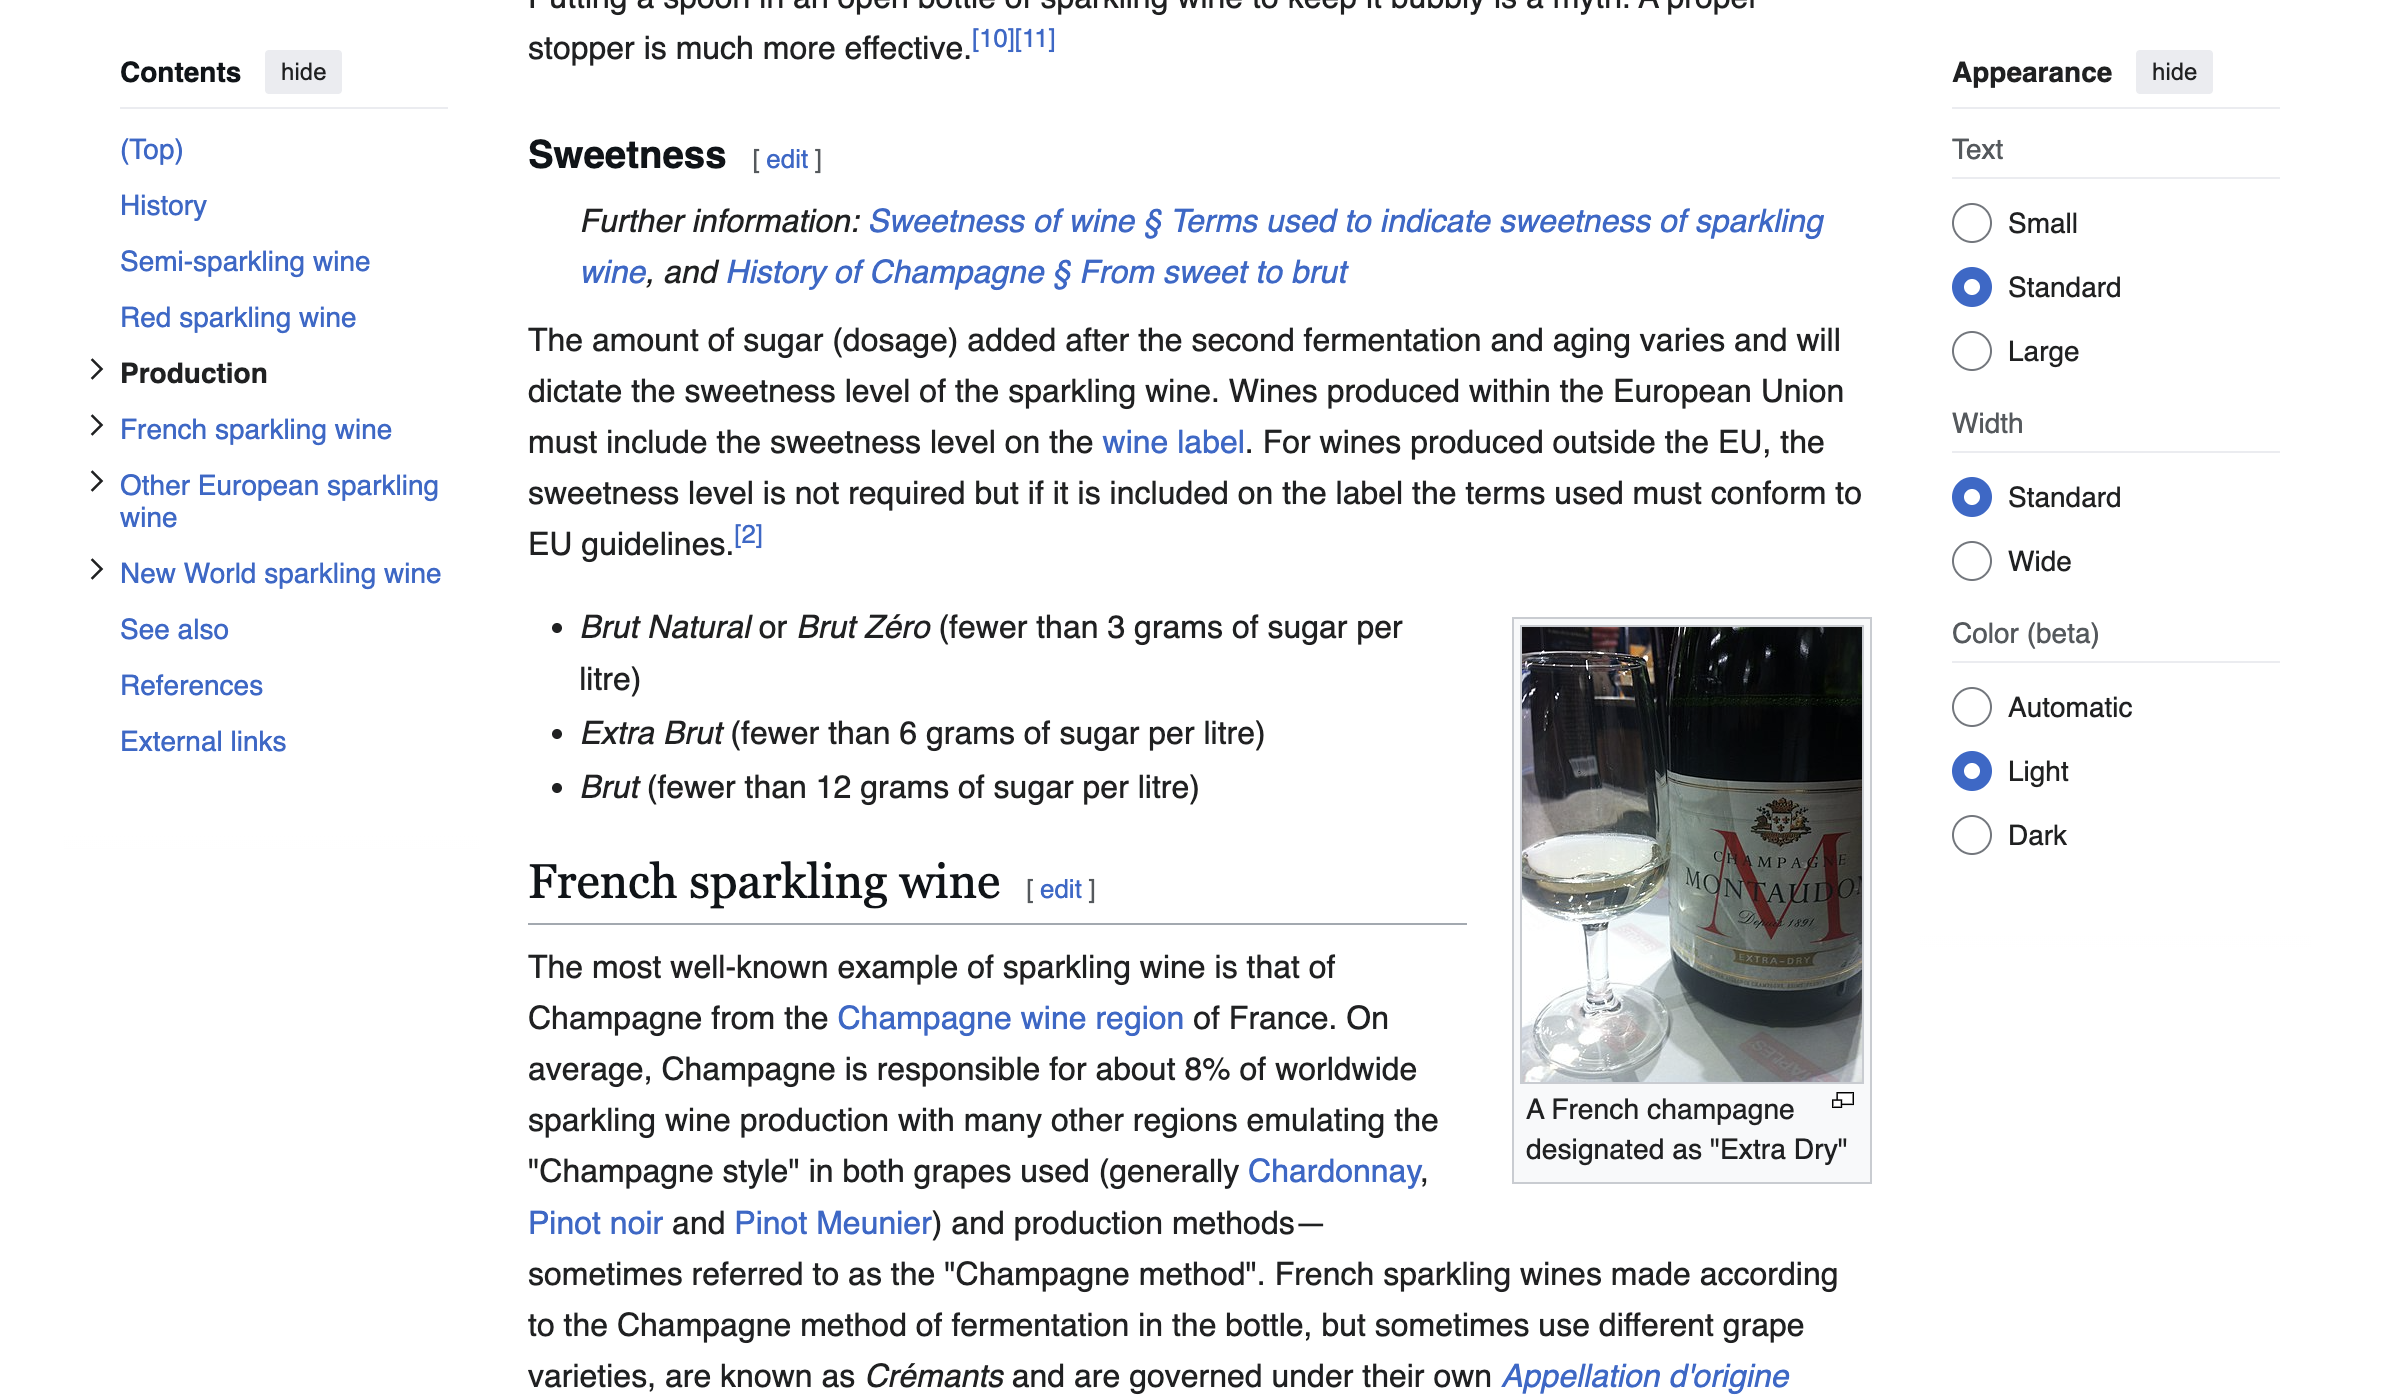 stopper is much more effective.[10][11]
Contents hide
(Top)
History
Semi-sparkling wine
Red sparkling wine
Production
French sparkling wine
Other European sparkling
wine
New World sparkling wine
See also
References
External links
Sweetness [ edit ]
Further information: Sweetness of wine § Terms used to indicate sweetness of sparkling
wine, and History of Champagne § From sweet to brut
The amount of sugar (dosage) added after the second fermentation and aging varies and will
dictate the sweetness level of the sparkling wine. Wines produced within the European Union
must include the sweetness level on the wine label. For wines produced outside the EU, the
sweetness level is not required but if it is included on the label the terms used must conform to
EU guidelines.[2]
• Brut Natural or Brut Zéro (fewer than 3 grams of sugar per
litre)
• Extra Brut (fewer than 6 grams of sugar per litre)
• Brut (fewer than 12 grams of sugar per litre)
French sparkling wine [ edit ]
The most well-known example of sparkling wine is that of
Champagne from the Champagne wine region of France. On
average, Champagne is responsible for about 8% of worldwide
sparkling wine production with many other regions emulating the
"Champagne style" in both grapes used (generally Chardonnay,
Pinot noir and Pinot Meunier) and production methods—
sometimes referred to as the "Champagne method". French sparkling wines made according
to the Champagne method of fermentation in the bottle, but sometimes use different grape
varieties, are known as Crémants and are governed under their own Appellation d'origine
M
CHAMPAGNE
MONTAUDO
Depuis 1891
EXTRA-DRY
A French champagne
designated as "Extra Dry"
Appearance hide
Text
Small
Standard
Large
Width
Standard
Wide
Color (beta)
Automatic
Light
Dark